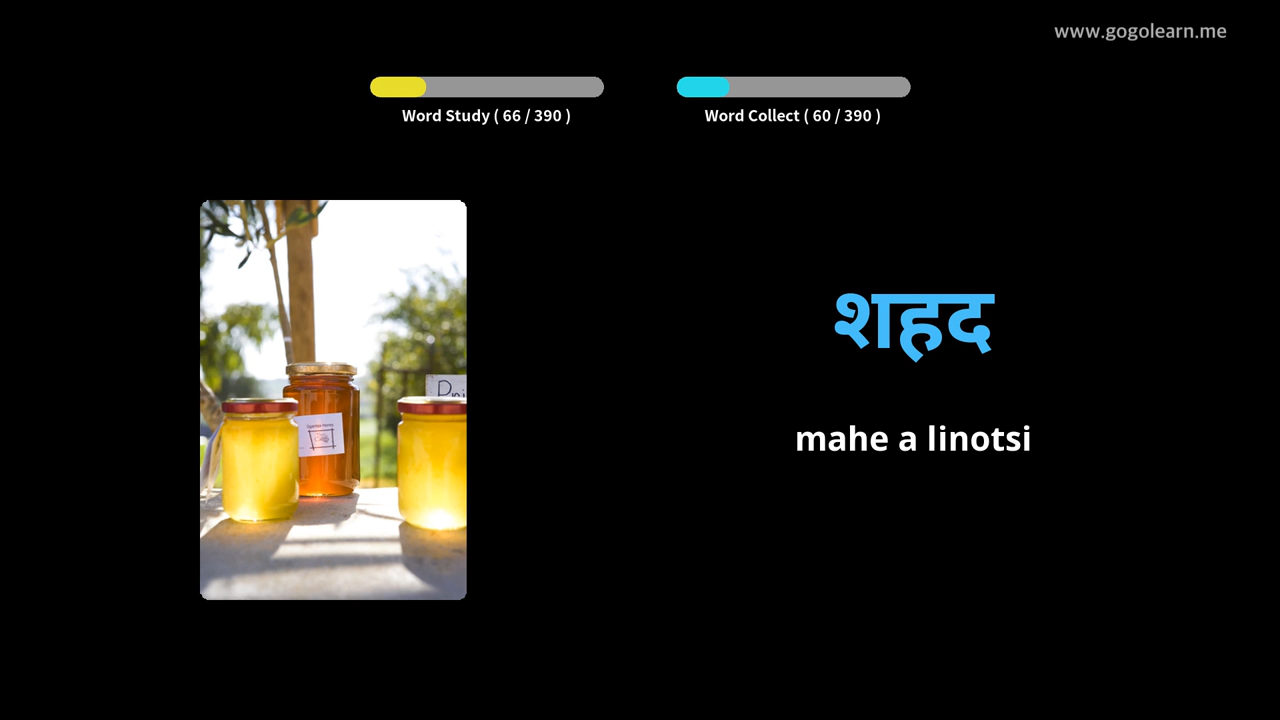 www.gogolearn.me
Word Study ( 66 / 390 )
Word Collect ( 60 / 390 )
शहद
mahe a linotsi